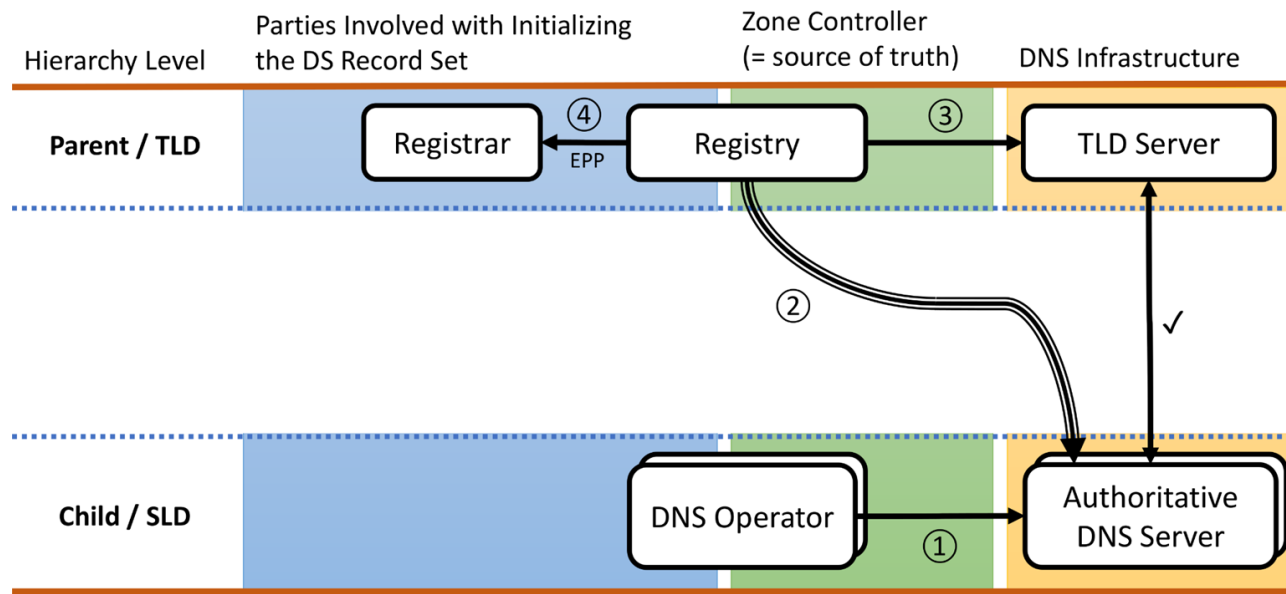 Hierarchy Level
Parties Involved with Initializing
the DS Record Set
Zone Controller
(= source of truth)
DNS Infrastructure
Parent / TLD
Registrar
④
EPP
Registry
③
TLD Server
②
✓
Child / SLD
DNS Operator
①
Authoritative
DNS Server